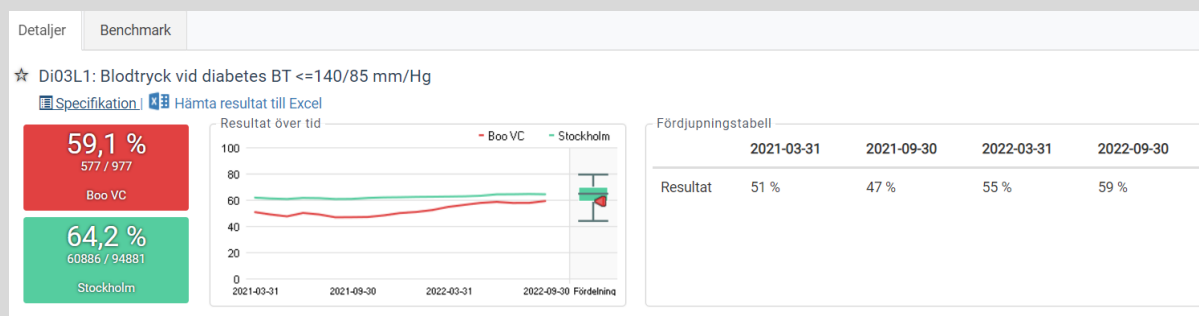 Detaljer Benchmark
☆ Di03L1: Blodtryck vid diabetes BT <=140/85 mm/Hg
Specifikation | Hämta resultat till Excel
59,1 %
577 / 977
Boo VC
64,2 %
60886 / 94881
Stockholm
Resultat över tid
Boo VC Stockholm
100
80
60
40
20
0
2021-03-31 2021-09-30 2022-03-31 2022-09-30 Fördelning
Fördjupningstabell
2021-03-31 2021-09-30 2022-03-31 2022-09-30
Resultat 51 % 47 % 55 % 59 %